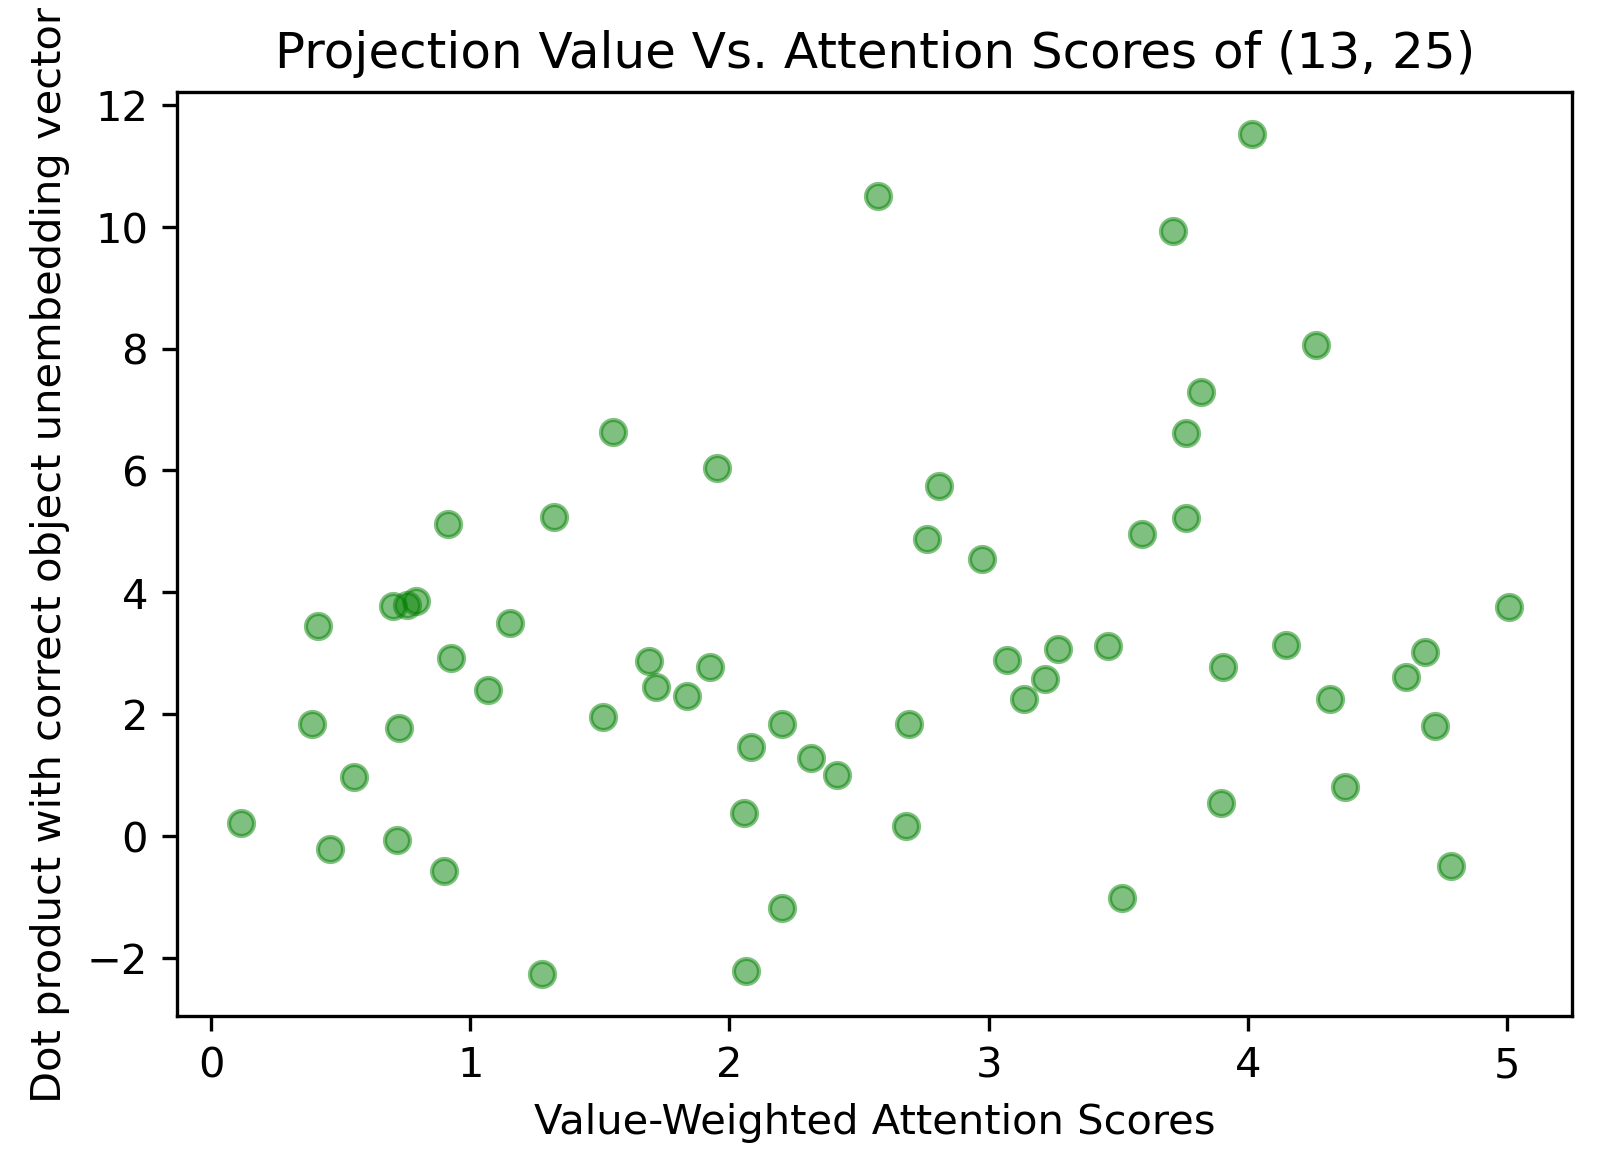 Projection Value Vs. Attention Scores of (13, 25)
Dot product with correct object unembedding vector
12
10
8
6
4
2
0
−2
0 1 2 3 4 5
Value-Weighted Attention Scores